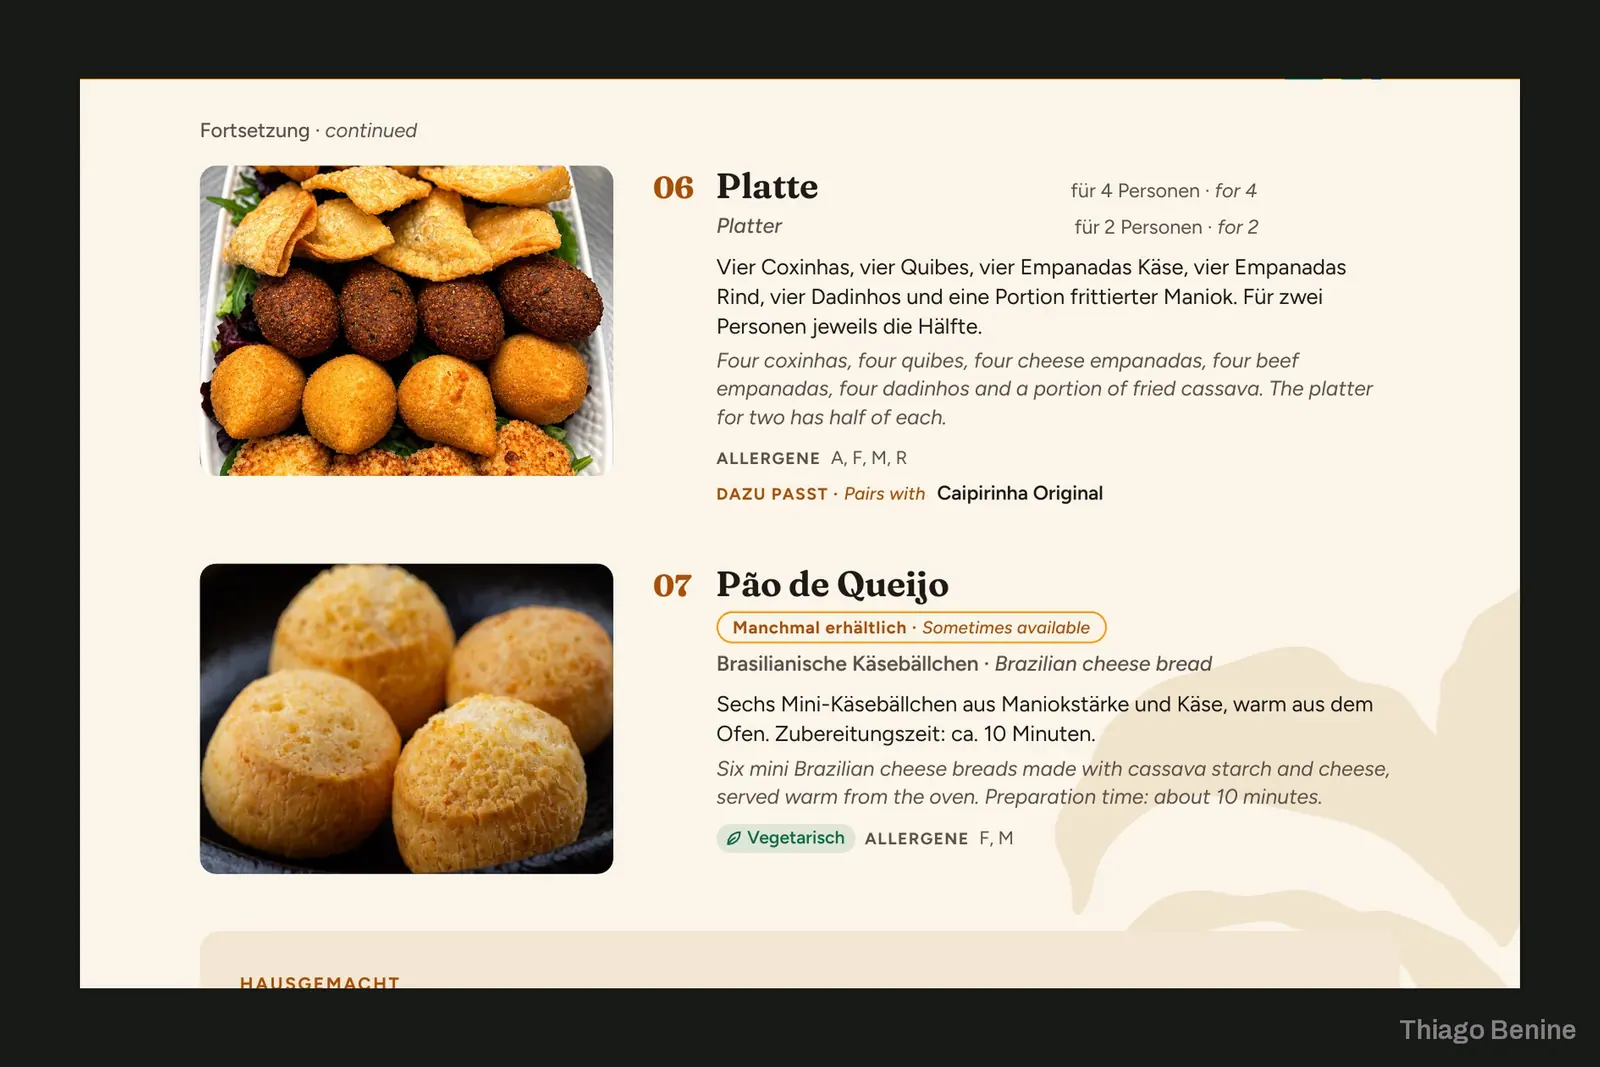 Fortsetzung · continued
06 Platte
für 4 Personen · for 4
Platter
für 2 Personen · for 2
Vier Coxinhas, vier Quibes, vier Empanadas Käse, vier Empanadas
Rind, vier Dadinhos und eine Portion frittierter Maniok. Für zwei
Personen jeweils die Hälfte.
Four coxinhas, four quibes, four cheese empanadas, four beef
empanadas, four dadinhos and a portion of fried cassava. The platter
for two has half of each.
ALLERGENE A, F, M, R
DAZU PASST · Pairs with Caipirinha Original
07 Pão de Queijo
Manchmal erhältlich · Sometimes available
Brasilianische Käsebällchen · Brazilian cheese bread
Sechs Mini-Käsebällchen aus Maniokstärke und Käse, warm aus dem
Ofen. Zubereitungszeit: ca. 10 Minuten.
Six mini Brazilian cheese breads made with cassava starch and cheese,
served warm from the oven. Preparation time: about 10 minutes.
Vegetarisch ALLERGENE F, M
HAUSGEMACHT
Thiago Benine